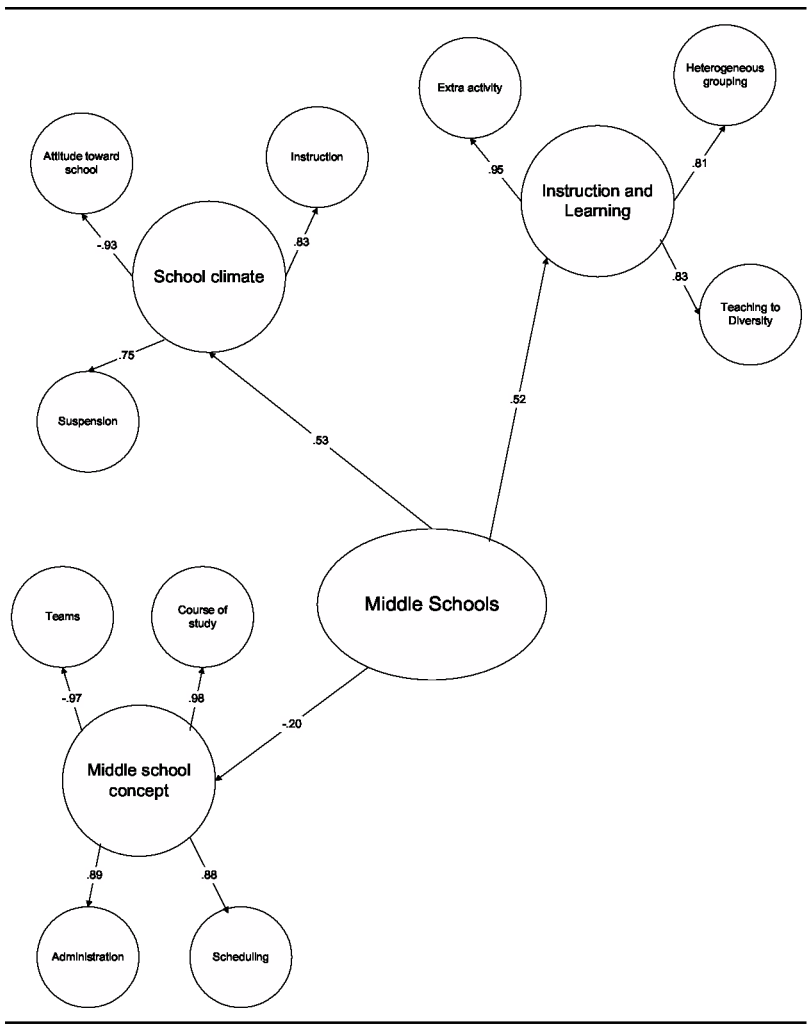 Extra activity
Heterogeneous
grouping
.95
.81
Instruction and
Learning
.83
Teaching to
Diversity
Attitude toward
school
Instruction
-.93
.83
School climate
.75
Suspension
.53
.52
Middle Schools
-.20
Teams
Course of
study
-.97
.98
Middle school
concept
.89
.88
Administration
Scheduling